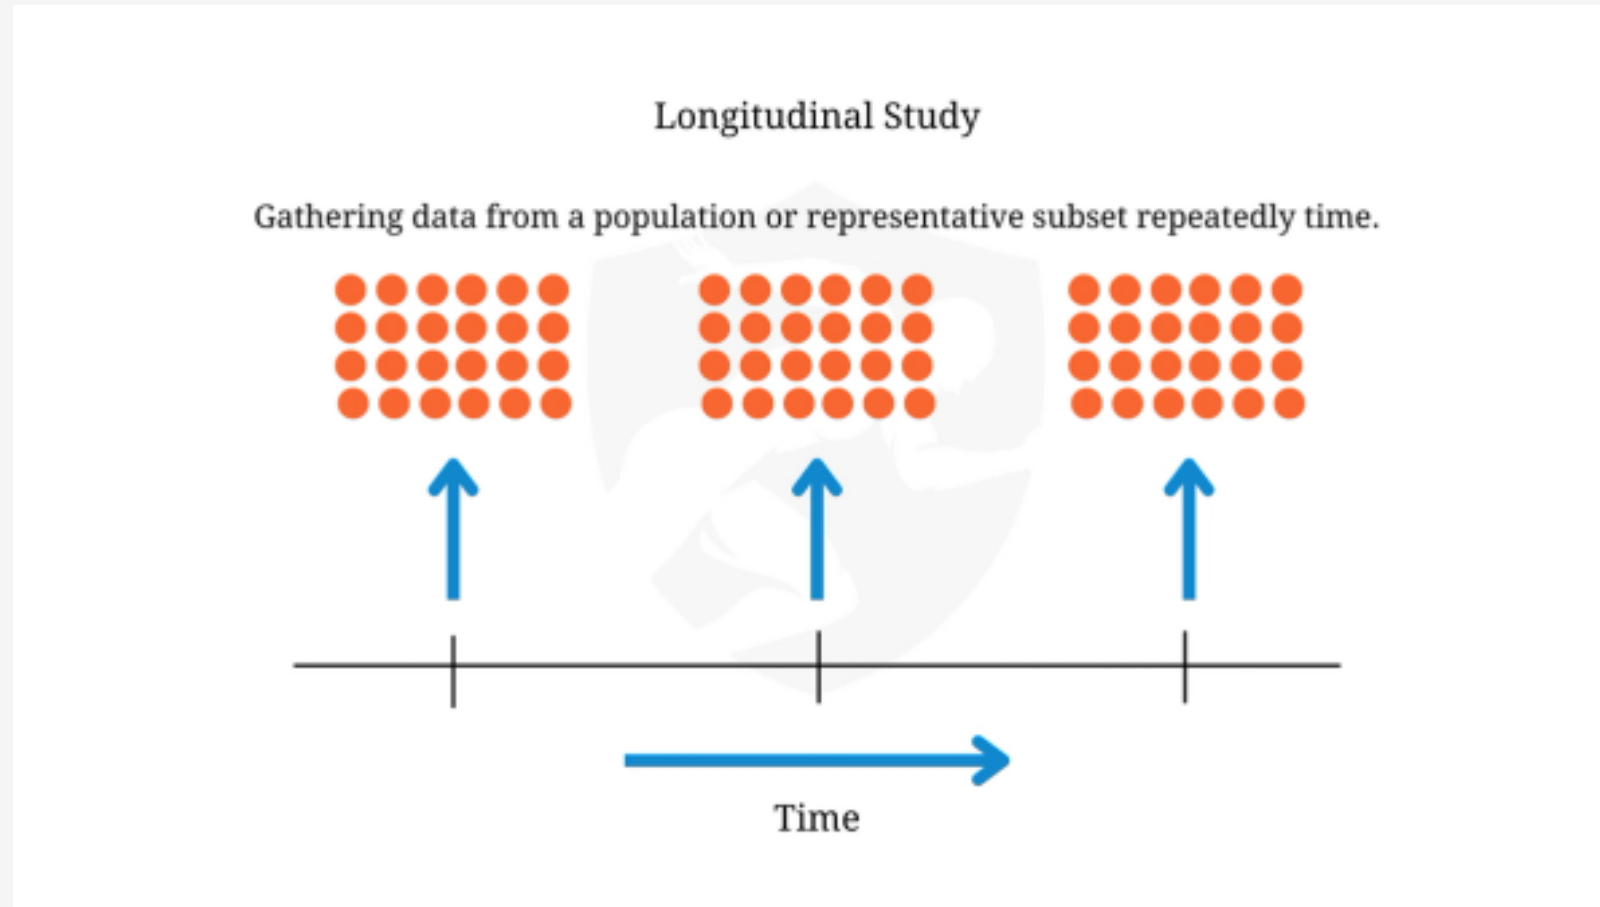 Longitudinal Study
Gathering data from a population or representative subset repeatedly time.
Time